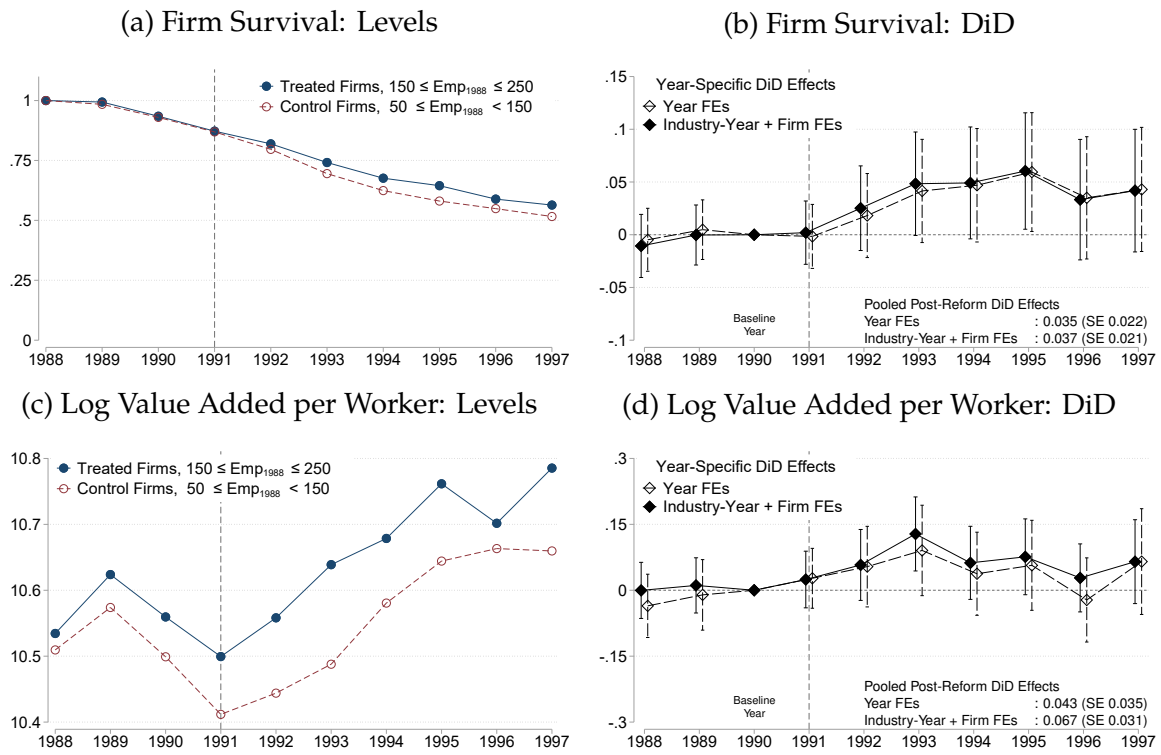 (a) Firm Survival: Levels
1
.75
.5
.25
0
1988 1989 1990 1991 1992 1993 1994 1995 1996 1997
Treated Firms, 150 ≤ Emp1988 ≤ 250
Control Firms, 50 ≤ Emp1988 < 150
(b) Firm Survival: DiD
.15
.1
.05
0
-.05
-.1
Year-Specific DiD Effects
Year FEs
Industry-Year + Firm FEs
Baseline
Year
Pooled Post-Reform DiD Effects
Year FEs : 0.035 (SE 0.022)
Industry-Year + Firm FEs : 0.037 (SE 0.021)
1988 1989 1990 1991 1992 1993 1994 1995 1996 1997
(c) Log Value Added per Worker: Levels
10.8
10.7
10.6
10.5
10.4
Treated Firms, 150 ≤ Emp1988 ≤ 250
Control Firms, 50 ≤ Emp1988 < 150
1988 1989 1990 1991 1992 1993 1994 1995 1996 1997
(d) Log Value Added per Worker: DiD
.3
.15
0
-.15
-.3
Year-Specific DiD Effects
Year FEs
Industry-Year + Firm FEs
Baseline
Year
Pooled Post-Reform DiD Effects
Year FEs : 0.043 (SE 0.035)
Industry-Year + Firm FEs : 0.067 (SE 0.031)
1988 1989 1990 1991 1992 1993 1994 1995 1996 1997